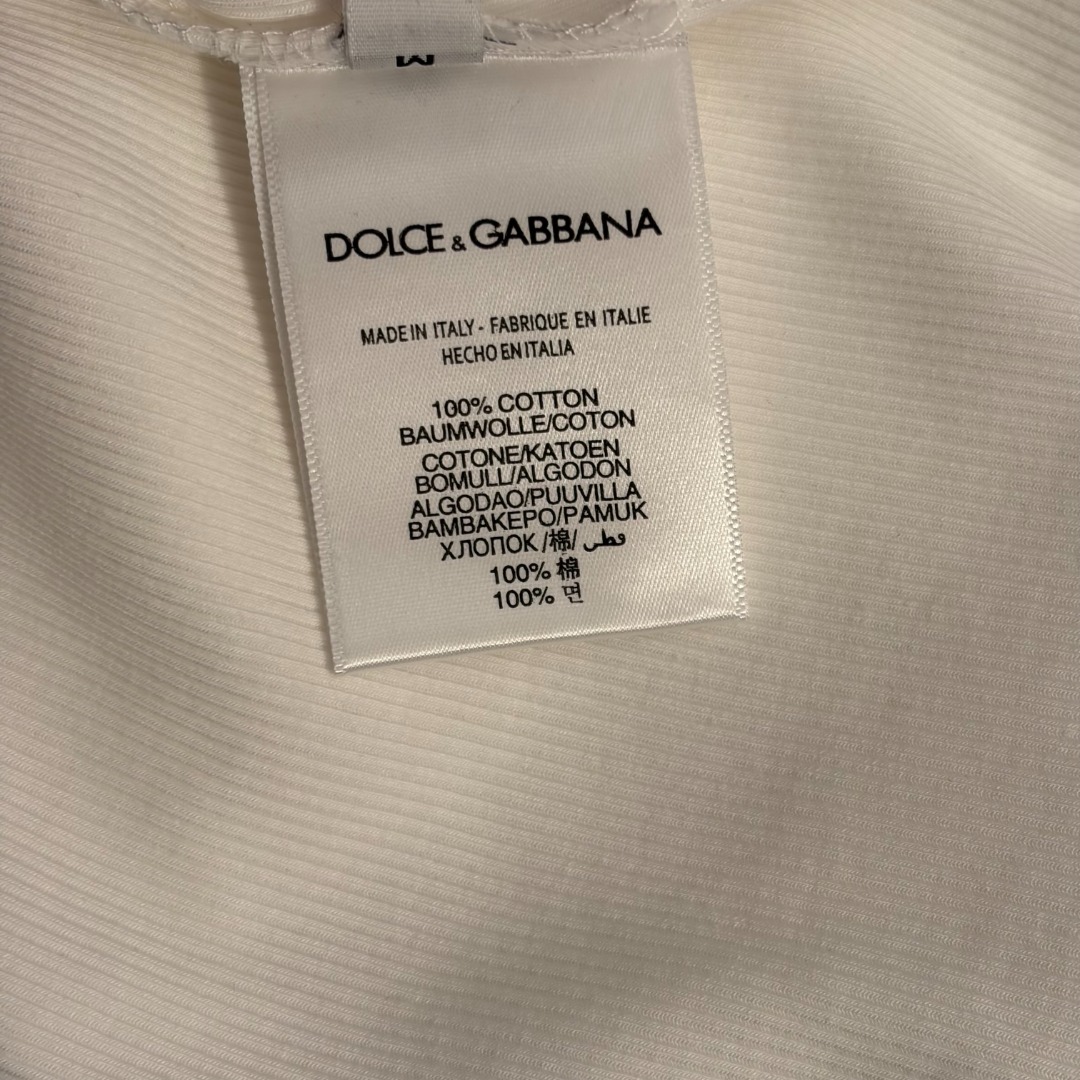 M
DOLCE & GABBANA
MADE IN ITALY - FABRIQUE EN ITALIE
HECHO EN ITALIA
100% COTTON
BAUMWOLLE/COTON
COTONE/KATOEN
BOMULL/ALGODON
ALGODAO/PUUVILLA
BAMBAKEPO/PAMUK
ХЛОПОК /棉/ قطن
100% 棉
100% 면